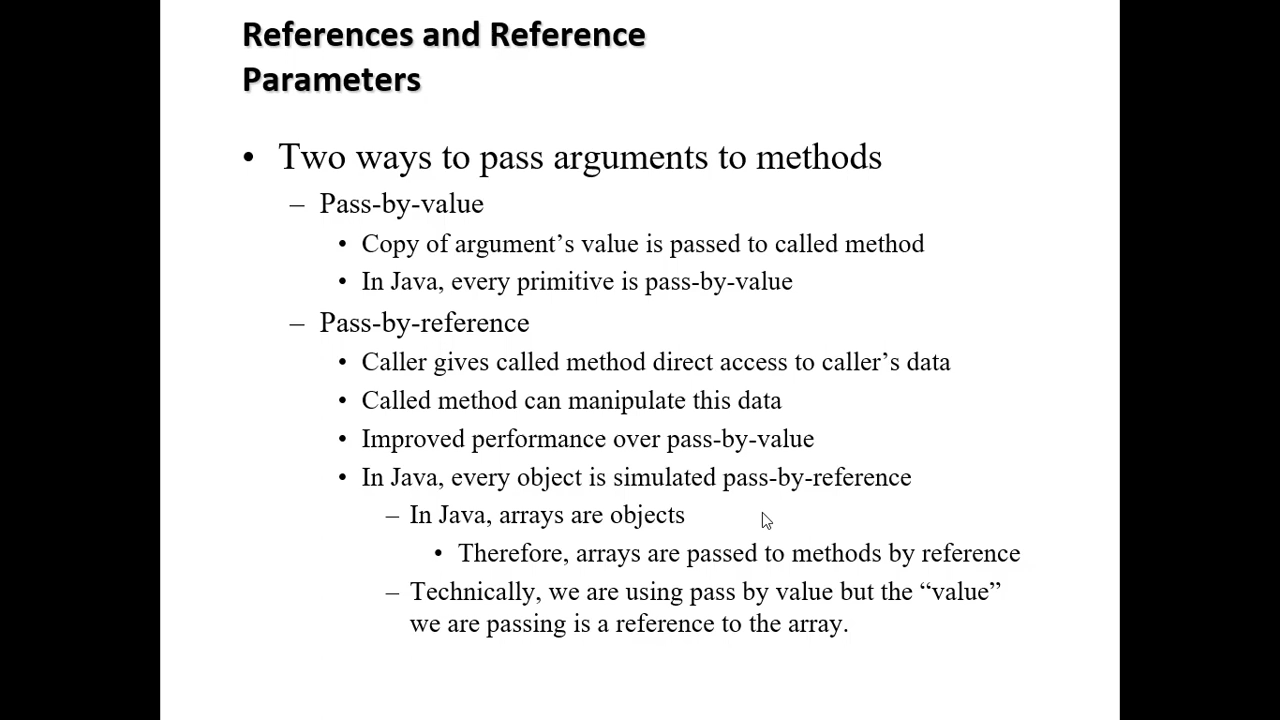 References and Reference
Parameters
• Two ways to pass arguments to methods
– Pass-by-value
• Copy of argument’s value is passed to called method
• In Java, every primitive is pass-by-value
– Pass-by-reference
• Caller gives called method direct access to caller’s data
• Called method can manipulate this data
• Improved performance over pass-by-value
• In Java, every object is simulated pass-by-reference
– In Java, arrays are objects
• Therefore, arrays are passed to methods by reference
– Technically, we are using pass by value but the “value”
we are passing is a reference to the array.